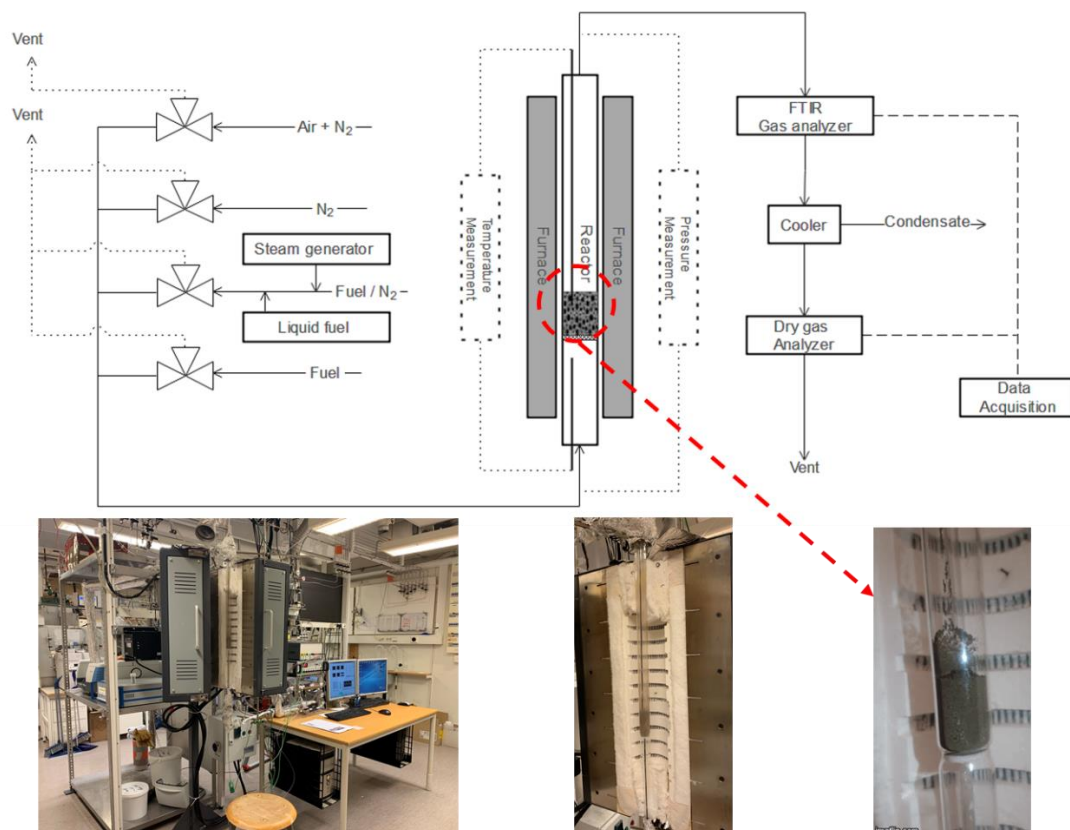 Vent
Vent
Air + N₂
N₂
Steam generator
Fuel / N₂
Liquid fuel
Fuel
Temperature
Measurement
Furnace
Reactor
Furnace
Pressure
Measurement
FTIR
Gas analyzer
Cooler
Condensate
Dry gas
Analyzer
Data
Acquisition
Vent